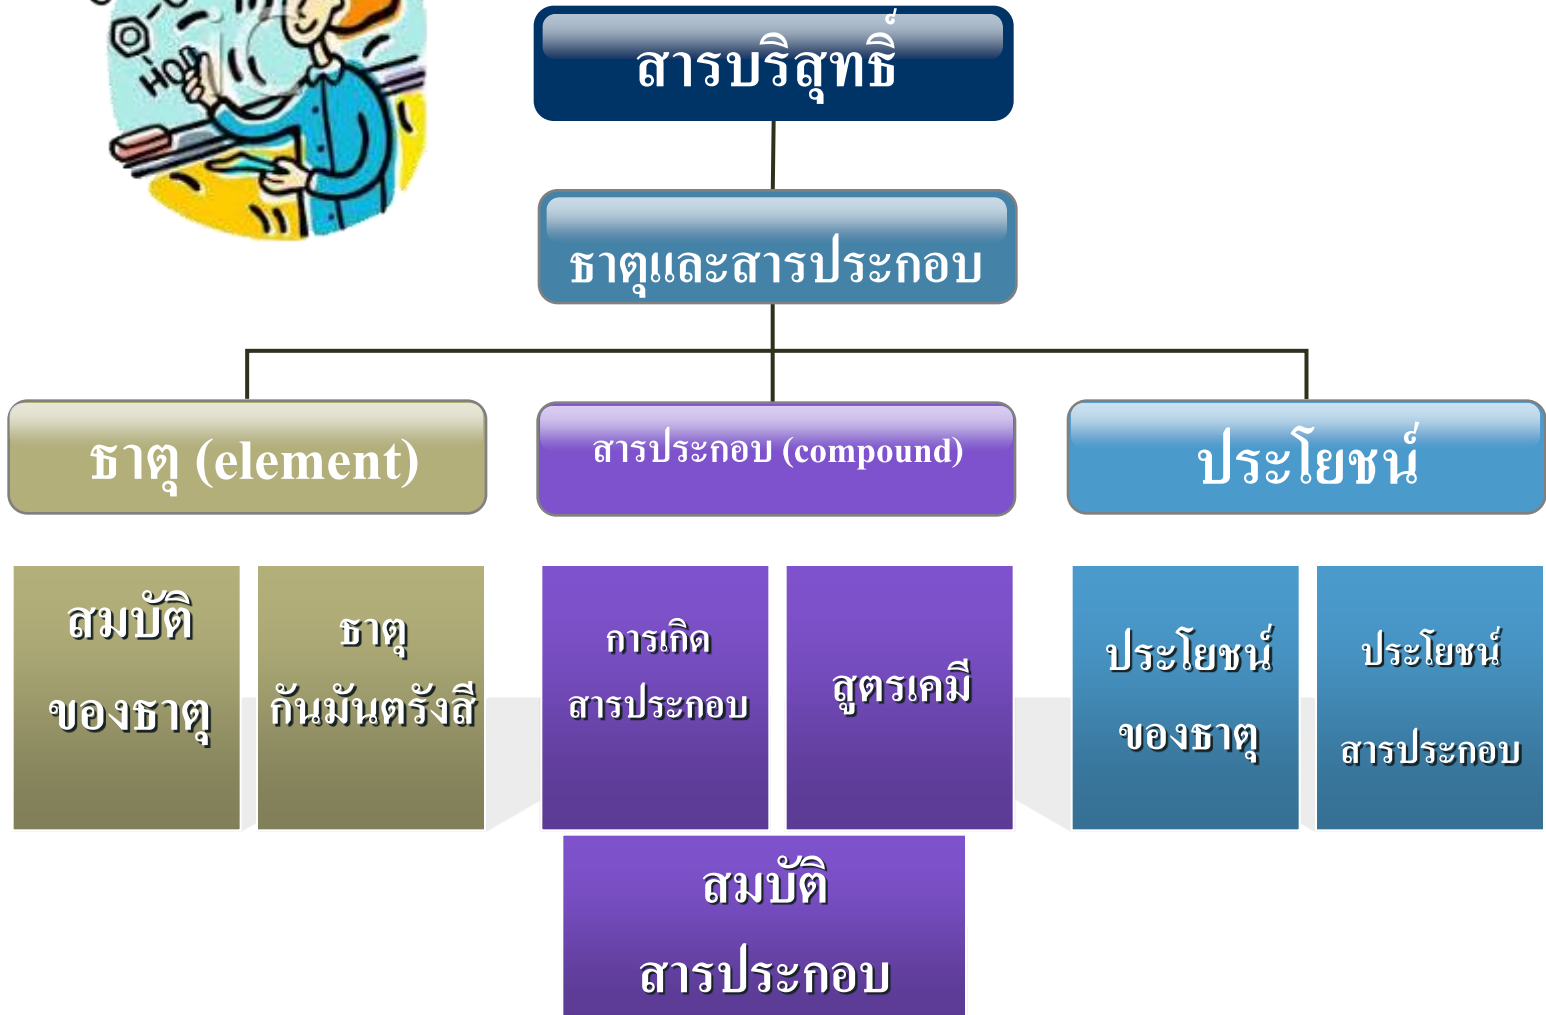 HO
สารบริสุทธิ์
ธาตุและสารประกอบ
ธาตุ (element)
สารประกอบ (compound)
ประโยชน์
สมบัติ
ของธาตุ
ธาตุ
กันมันตรังสี
การเกิด
สารประกอบ
สูตรเคมี
ประโยชน์
ของธาตุ
ประโยชน์
สารประกอบ
สมบัติ
สารประกอบ